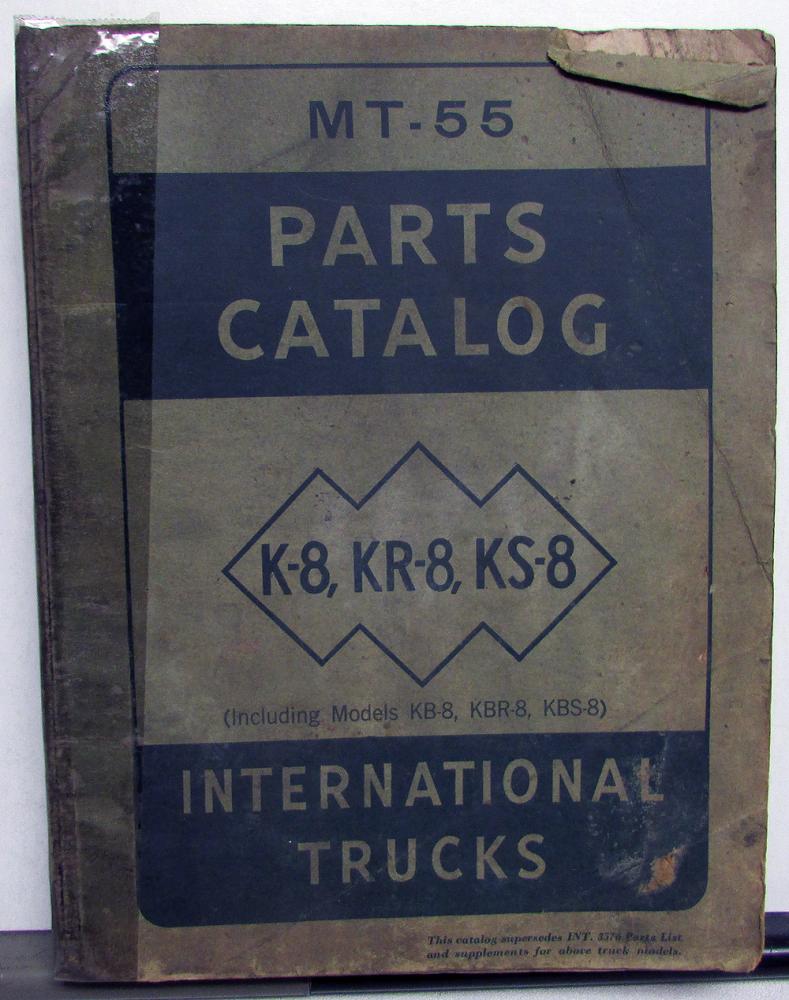 MT-55
PARTS
CATALOG
K-8, KR-8, KS-8
(Including Models KB-8, KBR-8, KBS-8)
INTERNATIONAL
TRUCKS
This catalog supersedes INT. Parts List
and supplements for above truck models.